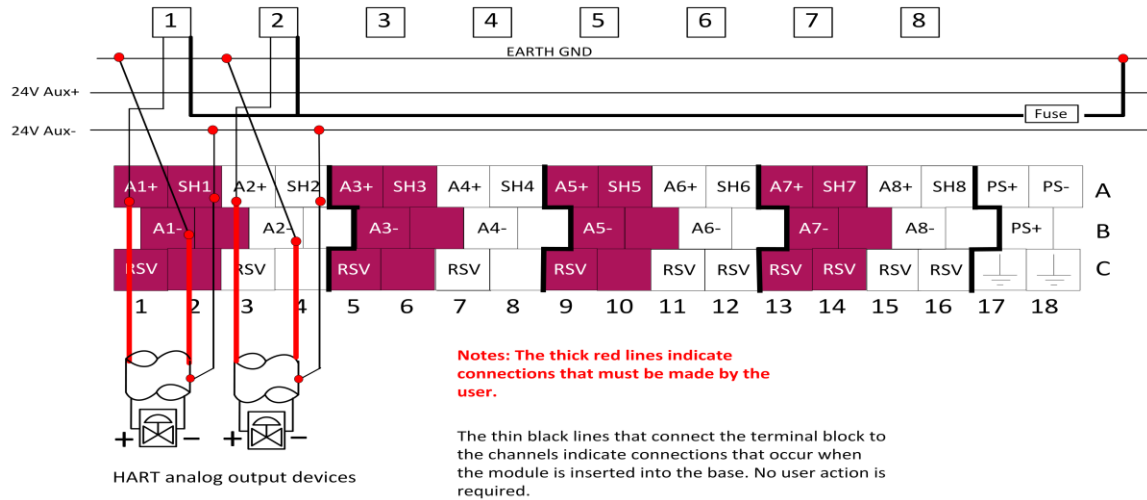 1 2 3 4 5 6 7 8
EARTH GND
24V Aux+
Fuse
24V Aux-
A1+ SH1 A2+ SH2 A3+ SH3 A4+ SH4 A5+ SH5 A6+ SH6 A7+ SH7 A8+ SH8 PS+ PS- A
A1- A2- A3- A4- A5- A6- A7- A8- PS+ B
RSV RSV RSV RSV RSV RSV RSV RSV RSV RSV RSV C
1 2 3 4 5 6 7 8 9 10 11 12 13 14 15 16 17 18
Notes: The thick red lines indicate
connections that must be made by the
user.
+ - + -
The thin black lines that connect the terminal block to
the channels indicate connections that occur when
the module is inserted into the base. No user action is
required.
HART analog output devices